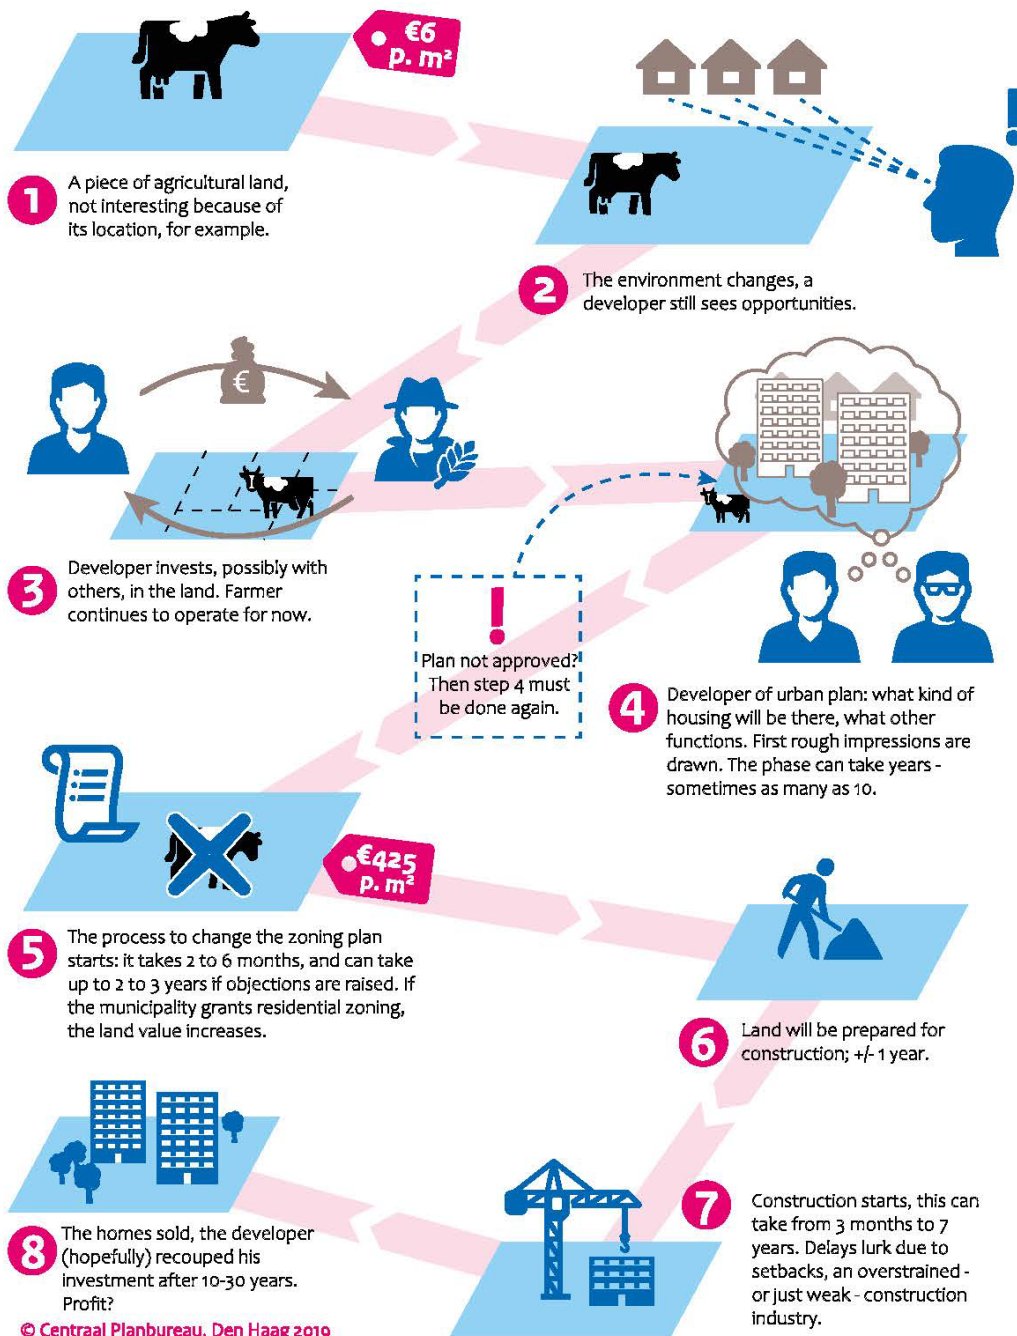 €6
p. m²
!
1
A piece of agricultural land,
not interesting because of
its location, for example.
2
The environment changes, a
developer still sees opportunities.
€
3
Developer invests, possibly with
others, in the land. Farmer
continues to operate for now.
!
Plan not approved?
Then step 4 must
be done again.
4
Developer of urban plan: what kind of
housing will be there, what other
functions. First rough impressions are
drawn. The phase can take years -
sometimes as many as 10.
€425
p. m²
5
The process to change the zoning plan
starts: it takes 2 to 6 months, and can take
up to 2 to 3 years if objections are raised. If
the municipality grants residential zoning,
the land value increases.
6
Land will be prepared for
construction; +/- 1 year.
7
Construction starts, this can
take from 3 months to 7
years. Delays lurk due to
setbacks, an overstrained -
or just weak - construction
industry.
8
The homes sold, the developer
(hopefully) recouped his
investment after 10-30 years.
Profit?
© Centraal Planbureau, Den Haag 2019